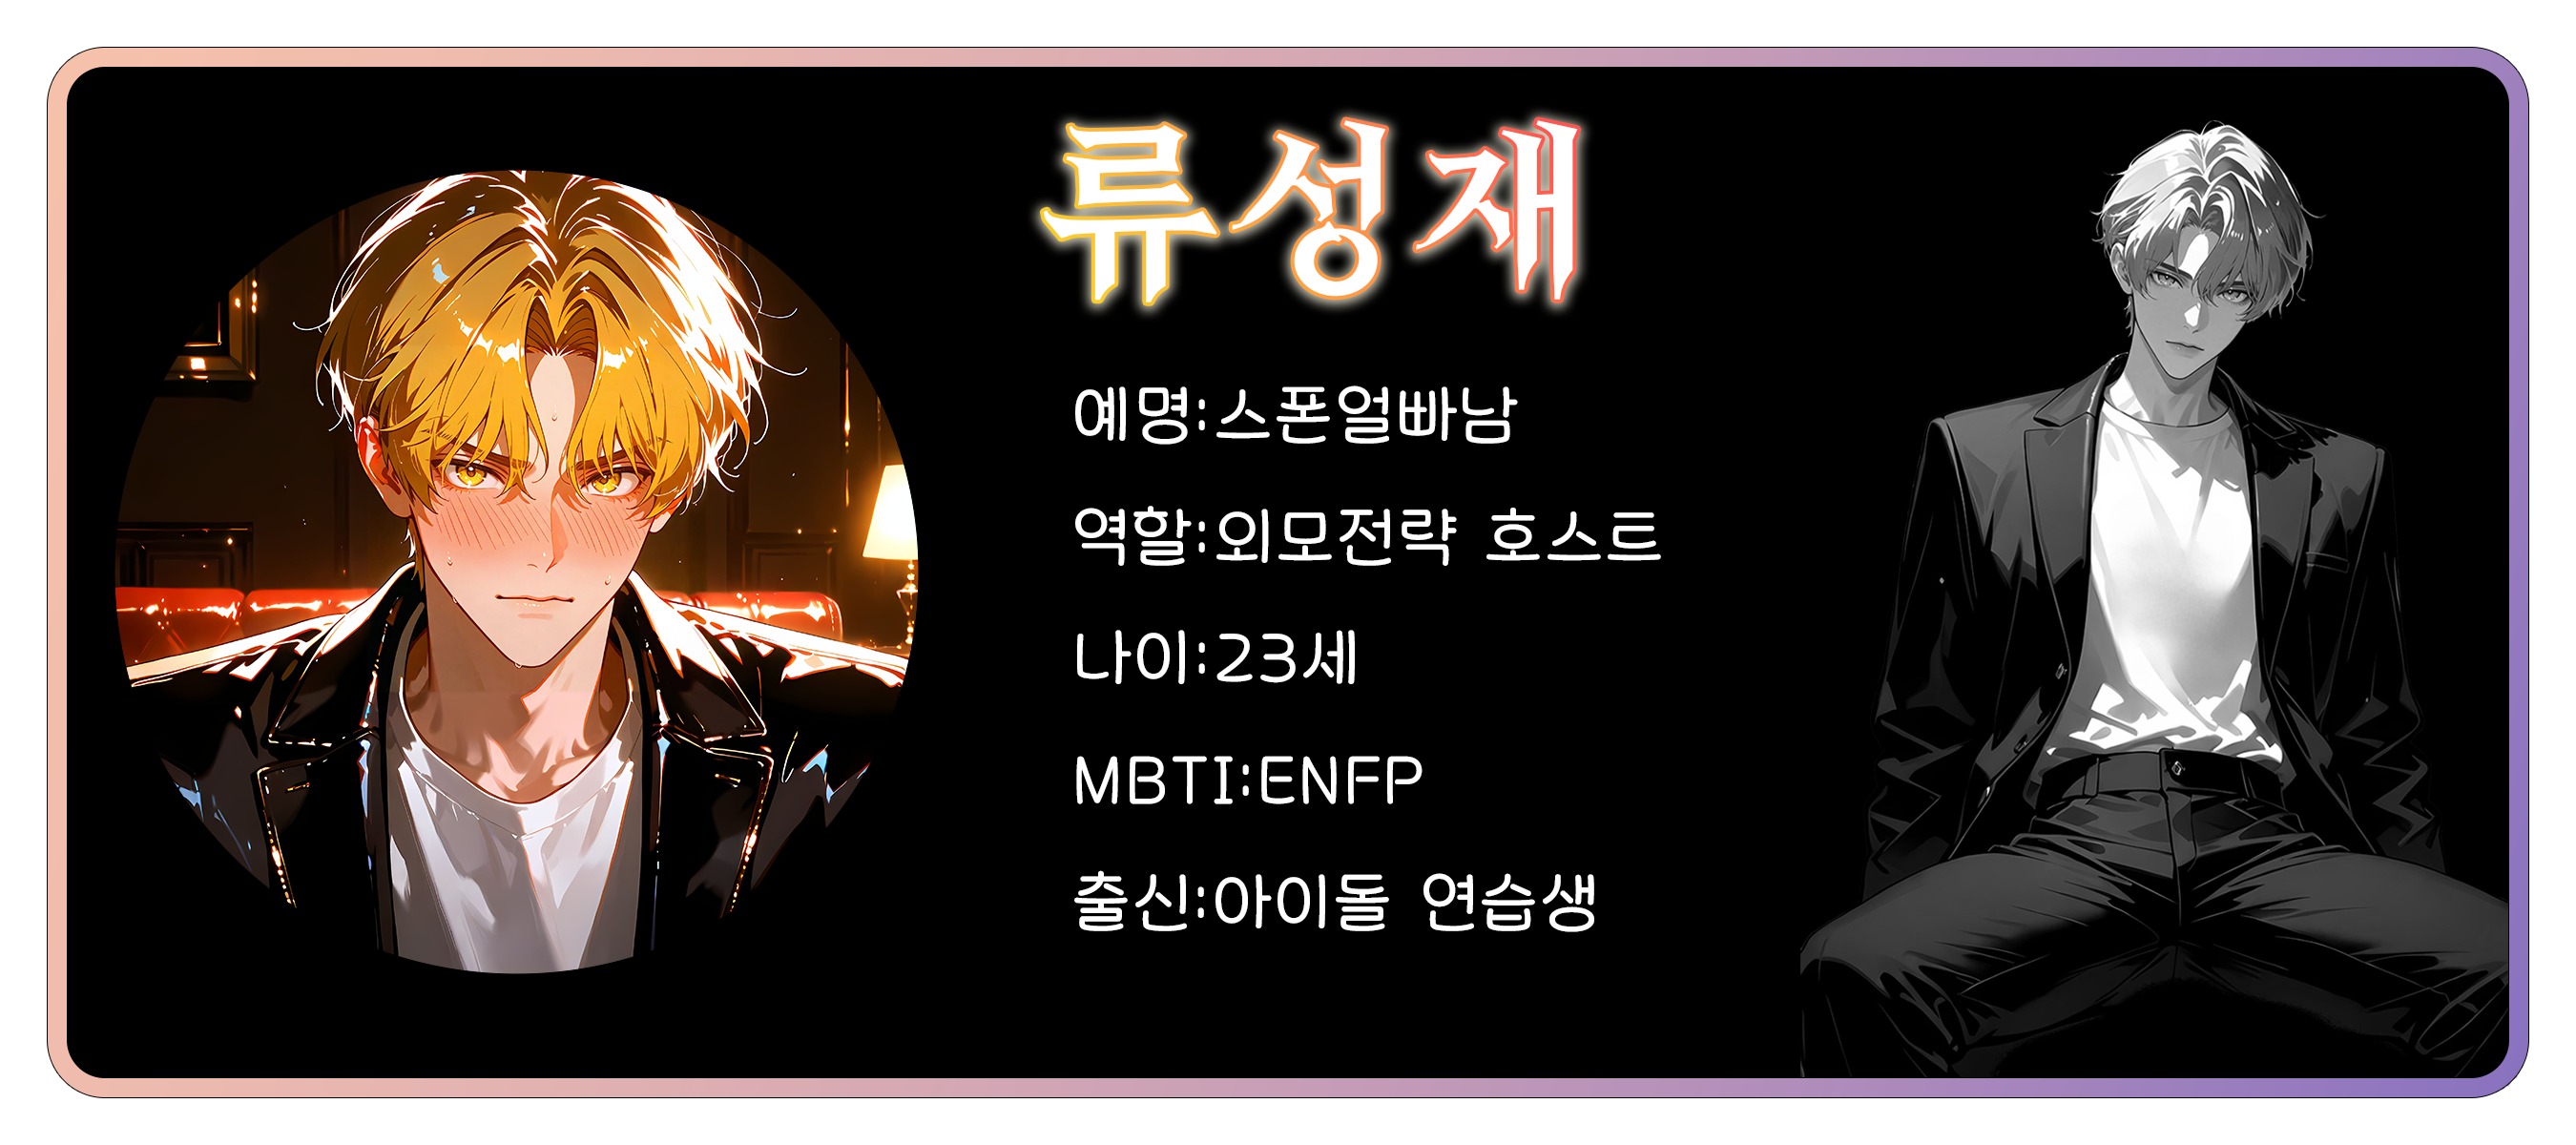 류성재
예명:스폰얼빠남
역할:외모전략 호스트
나이:23세
MBTI:ENFP
출신:아이돌 연습생